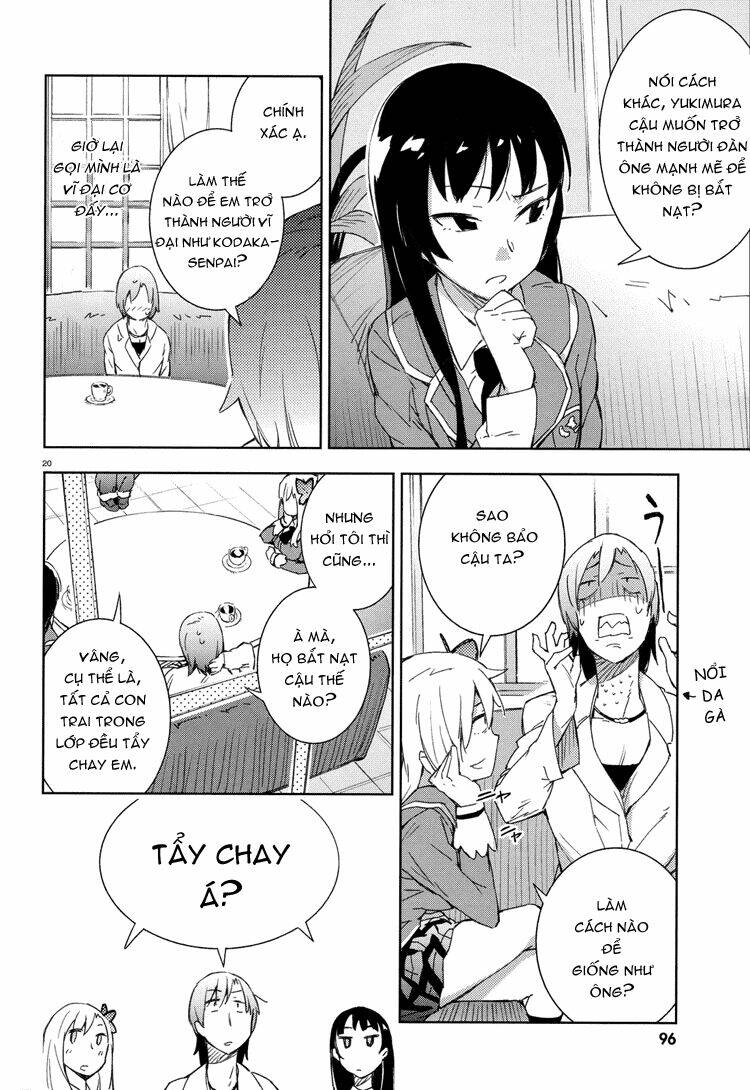 NÓI CÁCH
KHÁC, YUKIMURA
CẬU MUỐN TRỞ
THÀNH NGƯỜI ĐÀN
ÔNG MẠNH MẼ ĐỂ
KHÔNG BỊ BẮT
NẠT?
CHÍNH
XÁC Ạ.
LÀM THẾ
NÀO ĐỂ EM TRỞ
THÀNH NGƯỜI VĨ
ĐẠI NHƯ KODAKA-
SENPAI?
GIỜ LẠI
GỌI MÌNH LÀ
VĨ ĐẠI CƠ
ĐẤY...
20
SAO
KHÔNG BẢO
CẬU TA?
う
NỔI
DA
GÀ
LÀM
CÁCH NÀO
ĐỂ
GIỐNG NHƯ
ÔNG?
NHƯNG
HỎI TÔI THÌ
CŨNG...
À MÀ,
HỌ BẮT NẠT
CẬU THẾ
NÀO?
VÂNG,
CỤ THỂ LÀ,
TẤT CẢ CON
TRAI TRONG
LỚP ĐỀU TẨY
CHAY EM.
TẨY CHAY
Á?
96